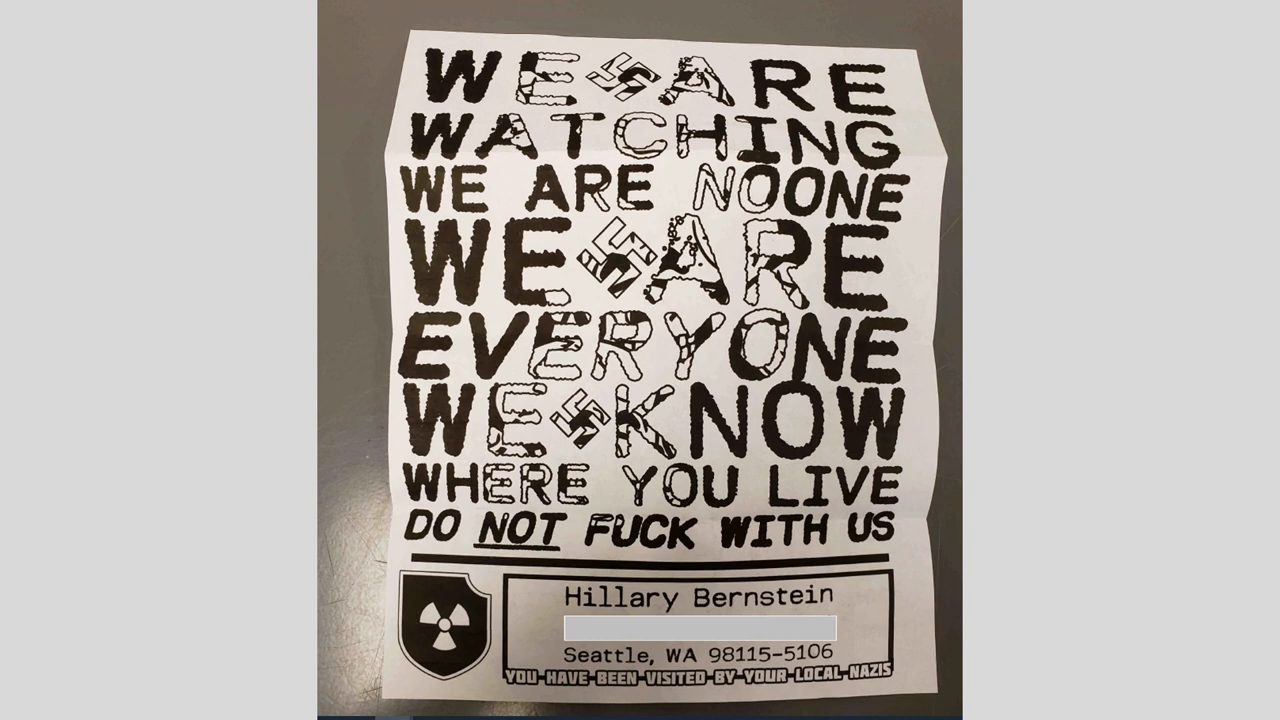 WE ARE
WATCHING
WE ARE NOONE
WE ARE
EVERYONE
WE KNOW
WHERE YOU LIVE
DO NOT FUCK WITH US
Hillary Bernstein
Seattle, WA 98115-5106
YOU HAVE BEEN VISITED BY YOUR LOCAL NAZIS